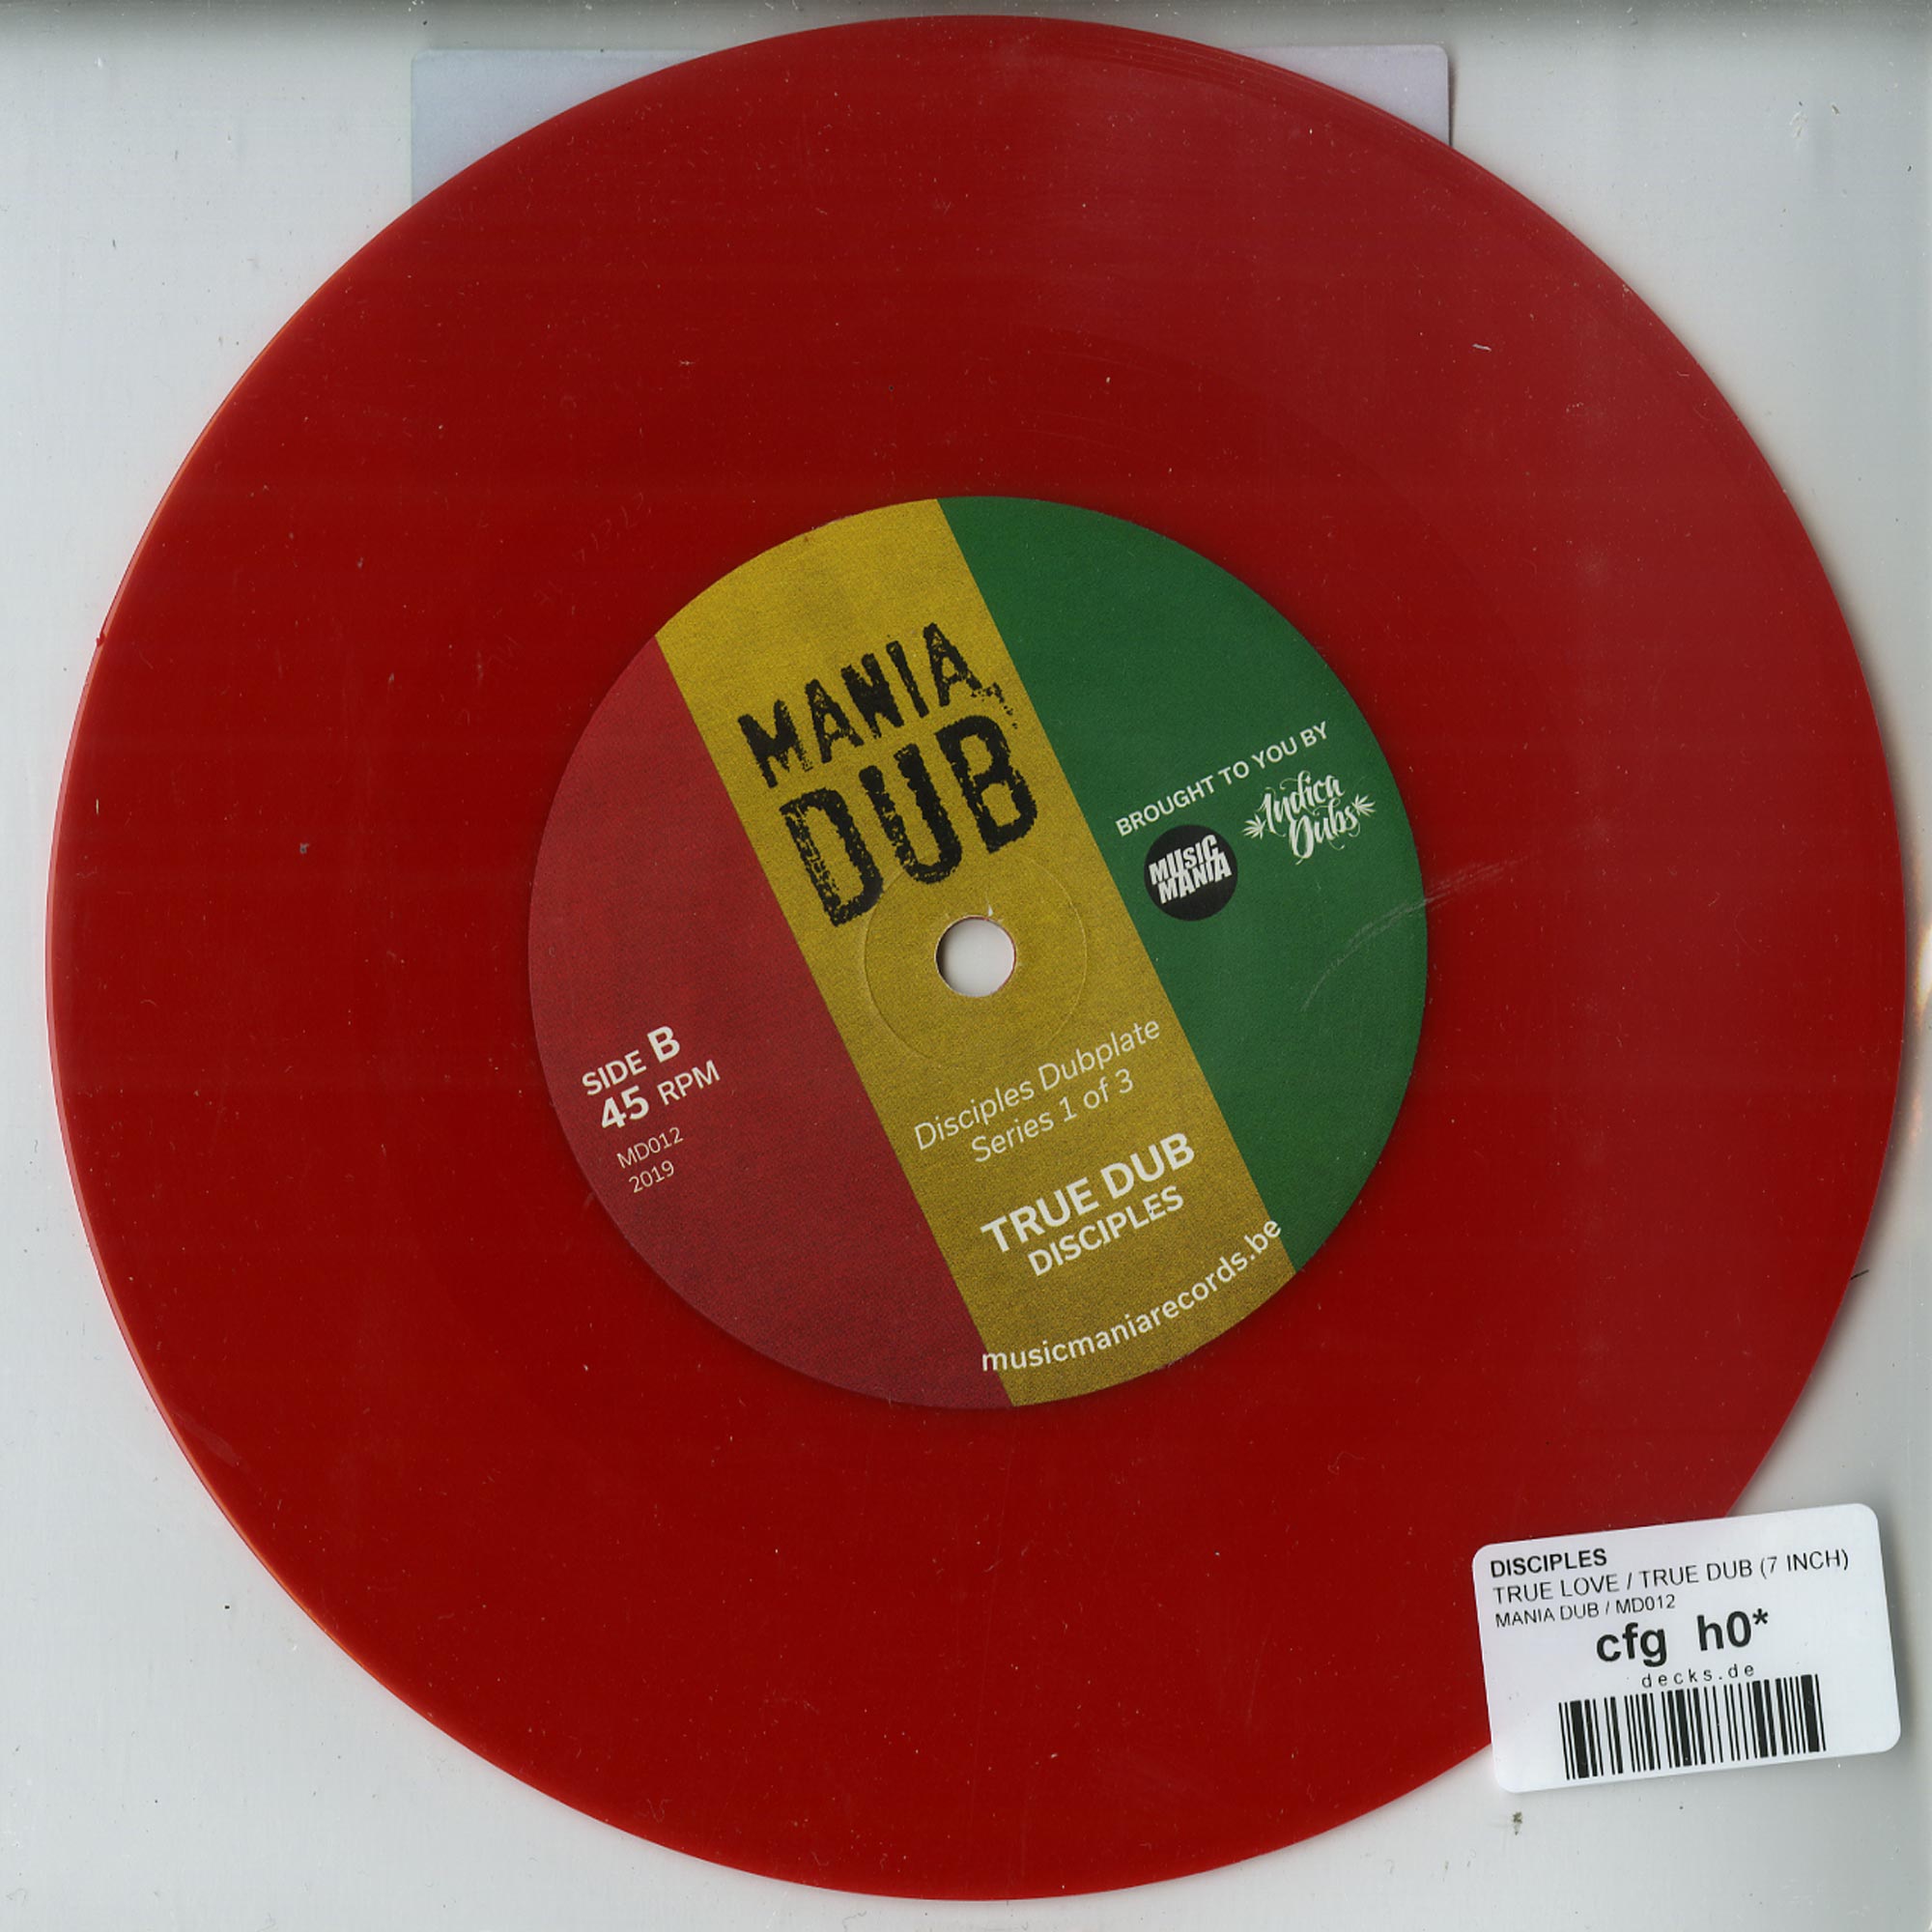 MANIA
DUB
BROUGHT TO YOU BY
MUSIC
MANIA
Indica
Dubs
SIDE B
45 RPM
MD012
2019
Disciples Dubplate
Series 1 of 3
TRUE DUB
DISCIPLES
musicmaniarecords.be
DISCIPLES
TRUE LOVE / TRUE DUB (7 INCH)
MANIA DUB / MD012
cfg h0*
decks.de